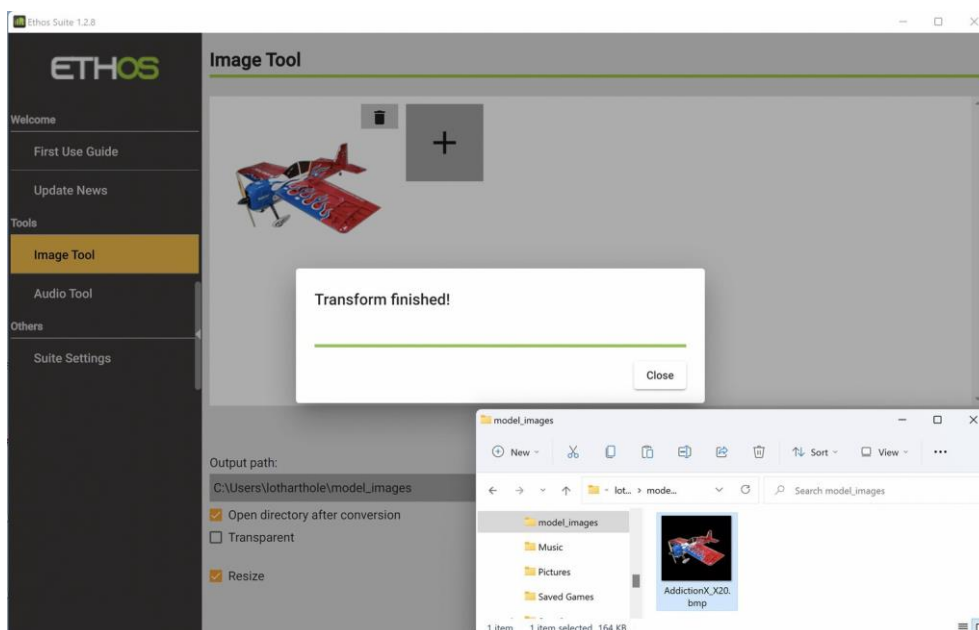 Ethos Suite 1.2.8
ETHOS
Image Tool
Welcome
First Use Guide
Update News
Tools
Image Tool
Audio Tool
Others
Suite Settings
Transform finished!
Close
Output path:
C:\Users\lotharthole\model_images
Open directory after conversion
Transparent
Resize
model_images
New
Sort
View
lot... › mode...
Search model_images
model_images
Music
Pictures
Saved Games
AddictionX_X20.
bmp
1 item 1 item selected 164 KB